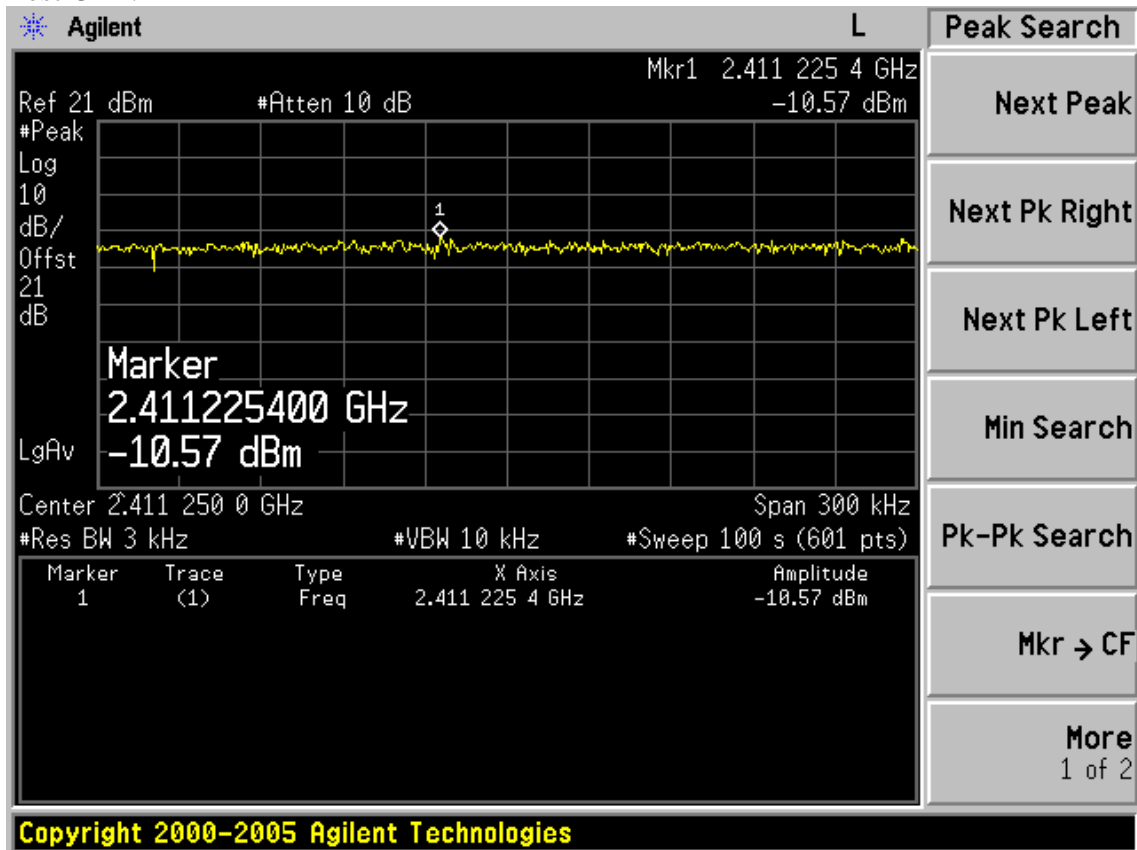 Agilent
L
Peak Search
Mkr1 2.411 225 4 GHz
Ref 21 dBm #Atten 10 dB -10.57 dBm
#Peak
Log
10
dB/
Offst
21
dB
1
Marker
2.411225400 GHz
-10.57 dBm
LgAv
Center 2.411 250 0 GHz Span 300 kHz
#Res BW 3 kHz #VBW 10 kHz #Sweep 100 s (601 pts)
Marker Trace Type X Axis Amplitude
1 (1) Freq 2.411 225 4 GHz -10.57 dBm
Next Peak
Next Pk Right
Next Pk Left
Min Search
Pk-Pk Search
Mkr → CF
More
1 of 2
Copyright 2000-2005 Agilent Technologies